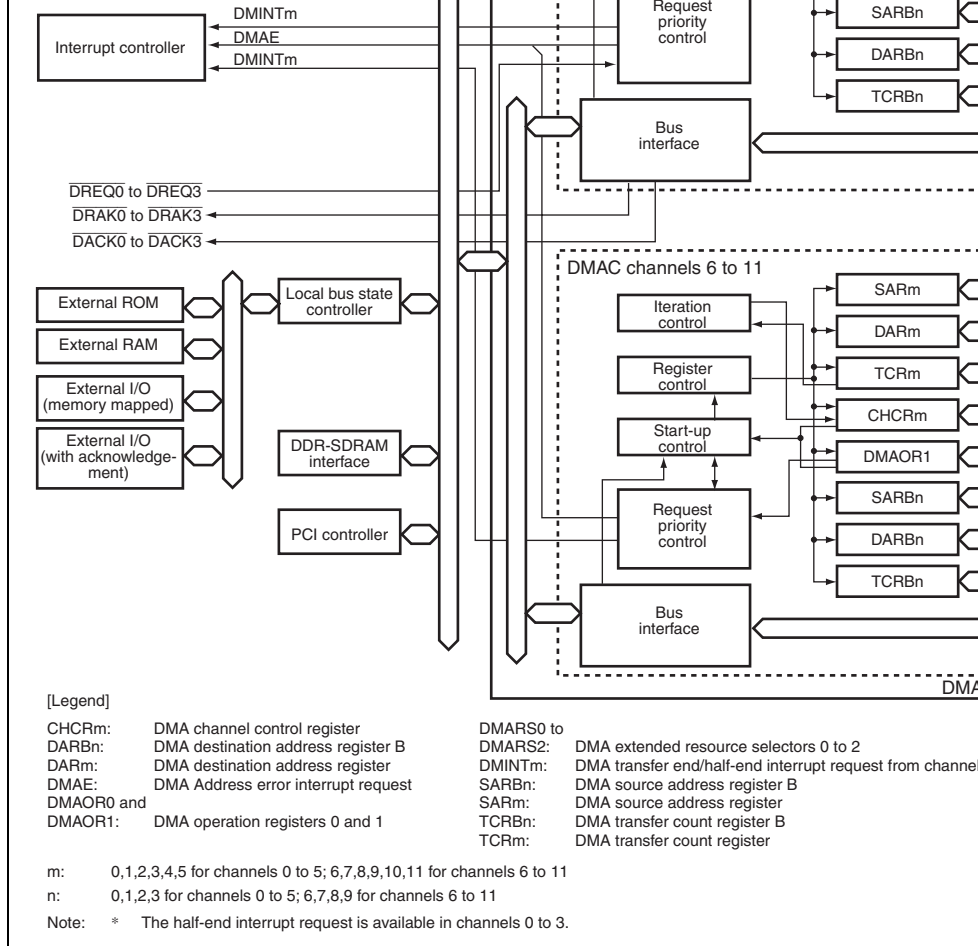 DMINTm
DMAE
DMINTm
Interrupt controller
Request
priority
control
SARBn
DARBn
TCRBn
Bus
interface
DREQ0 to DREQ3
DRAK0 to DRAK3
DACK0 to DACK3
External ROM
External RAM
External I/O
(memory mapped)
External I/O
(with acknowledge-
ment)
Local bus state
controller
DDR-SDRAM
interface
PCI controller
DMAC channels 6 to 11
Iteration
control
Register
control
Start-up
control
Request
priority
control
Bus
interface
SARm
DARm
TCRm
CHCRm
DMAOR1
SARBn
DARBn
TCRBn
DMA
[Legend]
CHCRm: DMA channel control register
DARBn: DMA destination address register B
DARm: DMA destination address register
DMAE: DMA Address error interrupt request
DMAOR0 and
DMAOR1: DMA operation registers 0 and 1
DMARS0 to
DMARS2: DMA extended resource selectors 0 to 2
DMINTm: DMA transfer end/half-end interrupt request from channel
SARBn: DMA source address register B
SARm: DMA source address register
TCRBn: DMA transfer count register B
TCRm: DMA transfer count register
m: 0,1,2,3,4,5 for channels 0 to 5; 6,7,8,9,10,11 for channels 6 to 11
n: 0,1,2,3 for channels 0 to 5; 6,7,8,9 for channels 6 to 11
Note: * The half-end interrupt request is available in channels 0 to 3.